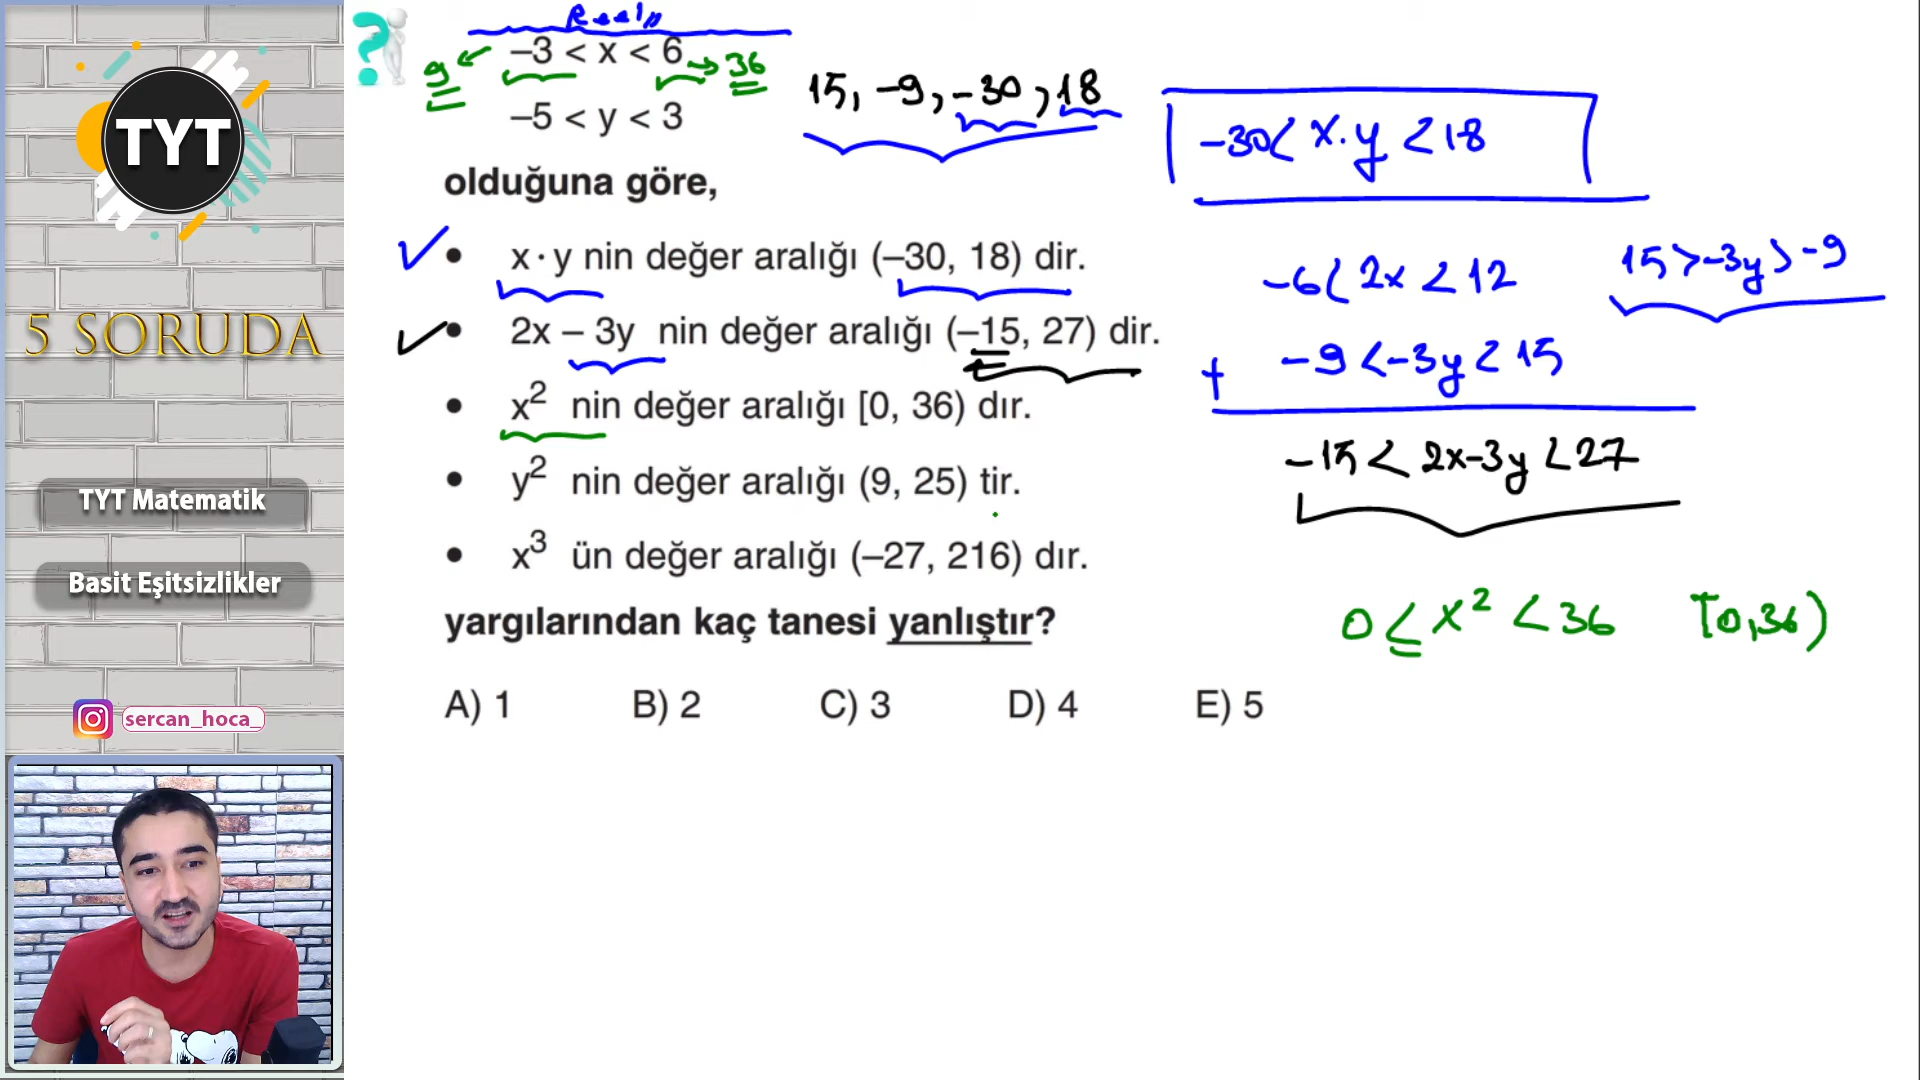 TYT
5 SORUDA
TYT Matematik
Basit Eşitsizlikler
sercan_hoca_
Reel
–3 < x < 6
9
36
–5 < y < 3
15, -9, -30, 18
-30 < x.y < 18
olduğuna göre,
• x · y nin değer aralığı (–30, 18) dir.
• 2x – 3y nin değer aralığı (–15, 27) dir.
• x² nin değer aralığı [0, 36) dır.
• y² nin değer aralığı (9, 25) tir.
• x³ ün değer aralığı (–27, 216) dır.
yargılarından kaç tanesi yanlıştır?
A) 1 B) 2 C) 3 D) 4 E) 5
-6 < 2x < 12
15 > -3y > -9
+ -9 < -3y < 15
-15 < 2x-3y < 27
0 ≤ x² < 36 [0,36)